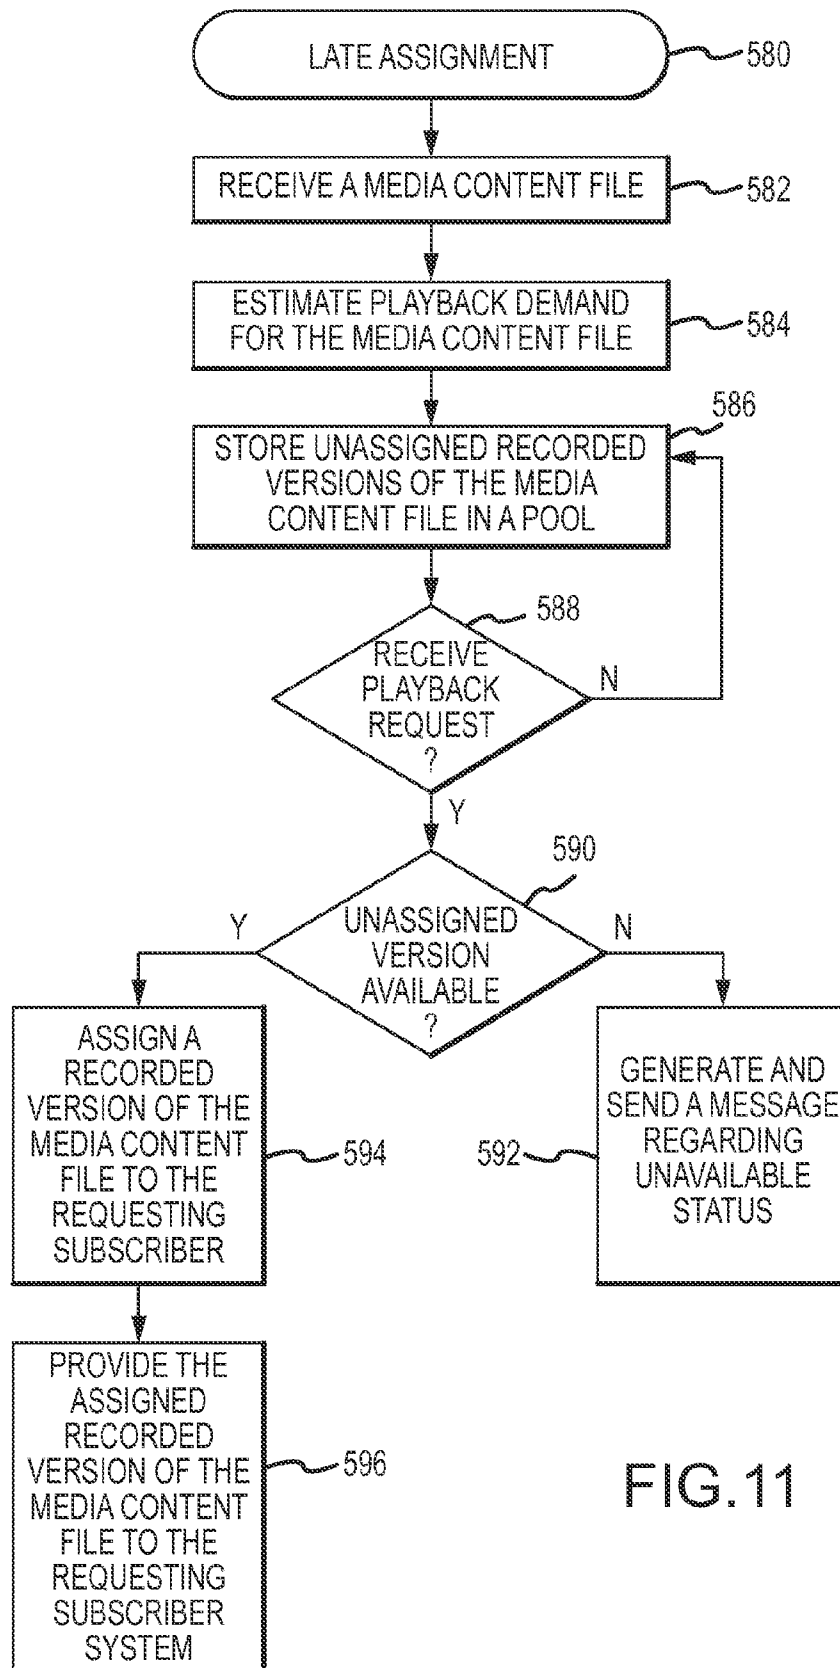 LATE ASSIGNMENT
580
RECEIVE A MEDIA CONTENT FILE
582
ESTIMATE PLAYBACK DEMAND
FOR THE MEDIA CONTENT FILE
584
586
STORE UNASSIGNED RECORDED
VERSIONS OF THE MEDIA
CONTENT FILE IN A POOL
588
RECEIVE
PLAYBACK
REQUEST
?
N
Y
590
UNASSIGNED
VERSION
AVAILABLE
?
Y
N
ASSIGN A
RECORDED
VERSION OF THE
MEDIA CONTENT
FILE TO THE
REQUESTING
SUBSCRIBER
594
592
GENERATE AND
SEND A MESSAGE
REGARDING
UNAVAILABLE
STATUS
PROVIDE THE
ASSIGNED
RECORDED
VERSION OF THE
MEDIA CONTENT
FILE TO THE
REQUESTING
SUBSCRIBER
SYSTEM
596
FIG.11